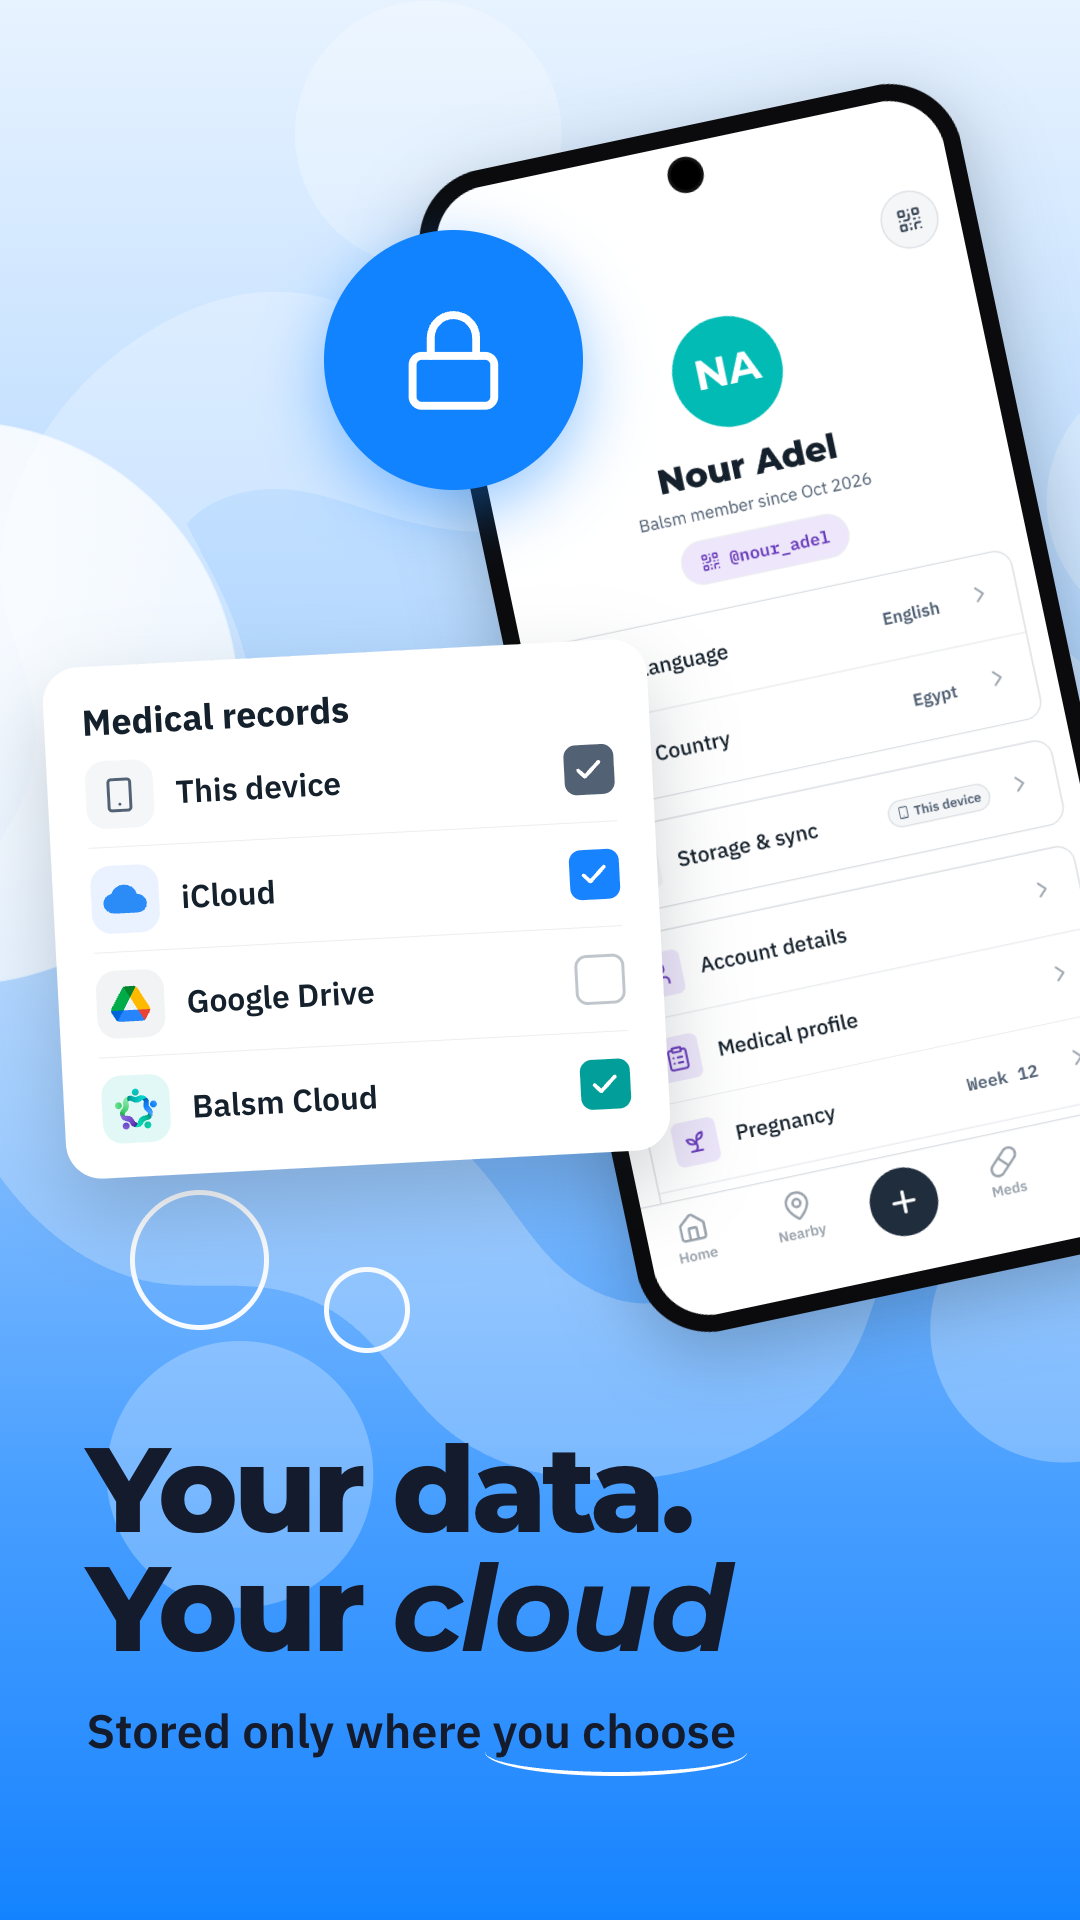 NA
Nour Adel
Balsm member since Oct 2026
@nour_adel
English
Egypt
Country
Storage & sync
This device
Account details
Medical profile
Pregnancy
Week 12
Home
Nearby
Meds
Medical records
This device
iCloud
Google Drive
Balsm Cloud
Your data.
Your cloud
Stored only where you choose